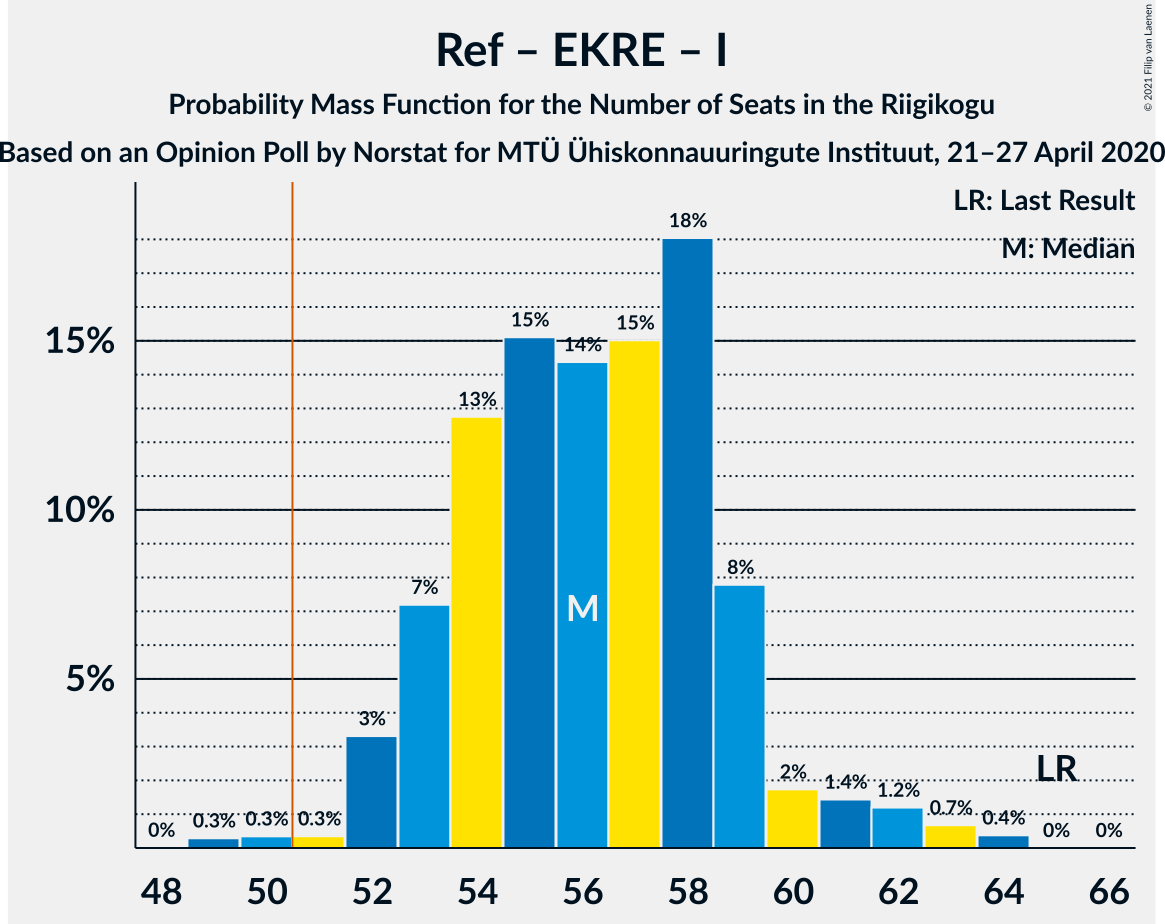 Ref – EKRE – I
Probability Mass Function for the Number of Seats in the Riigikogu
Based on an Opinion Poll by Norstat for MTÜ Ühiskonnauuringute Instituut, 21–27 April 2020
© 2021 Filip van Laenen
LR: Last Result
M: Median
15%
10%
5%
0%
0.3%
0.3%
0.3%
3%
7%
13%
15%
14%
15%
18%
8%
2%
1.4%
1.2%
0.7%
0.4%
0%
0%
M
LR
48 50 52 54 56 58 60 62 64 66